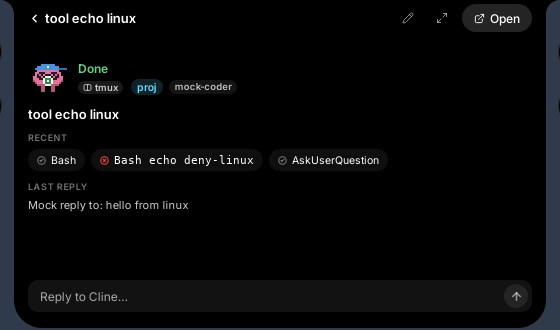 tool echo linux
Open
Done
tmux proj mock-coder
tool echo linux
RECENT
Bash Bash echo deny-linux AskUserQuestion
LAST REPLY
Mock reply to: hello from linux
Reply to Cline...